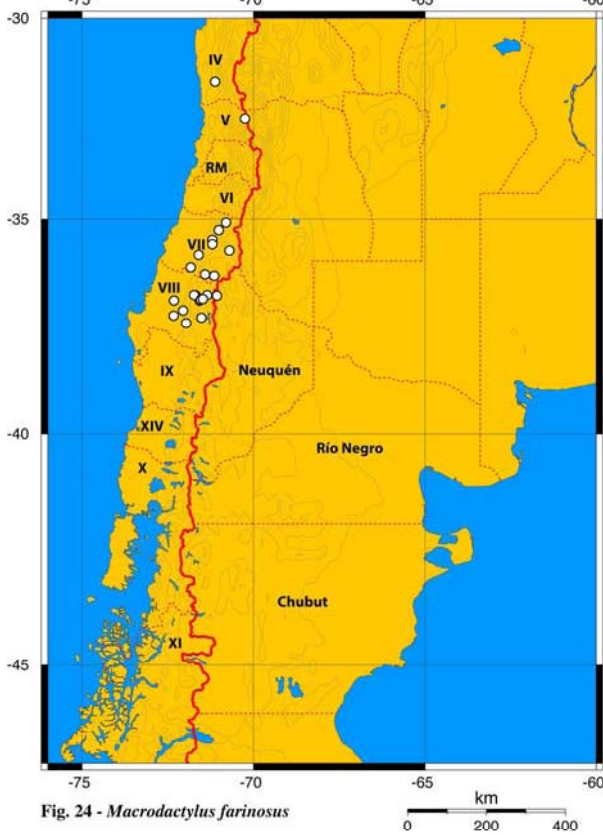 -75 -70 -65 -60
-30
IV
V
RM
VI
-35
VII
VIII
IX
Neuquén
XIV
-40
Río Negro
X
Chubut
XI
-45
-75 -70 -65 -60
Fig. 24 - Macrodactylus farinosus
km
0 200 400